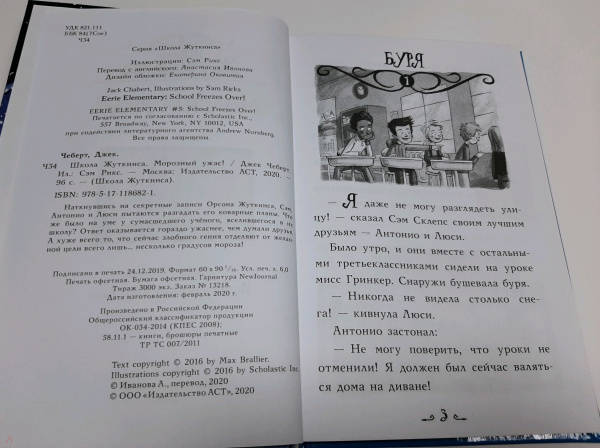 УДК 821.111
ББК 84(7Сое)
Ч34
Серия «Школа Жуткинса»
Иллюстрации: Сэм Рикс
Перевод с английского: Анастасия Иванова
Дизайн обложки: Екатерина Оковитая
Jack Chabert, Illustrations by Sam Ricks
Eerie Elementary: School Freezes Over!
EERIE ELEMENTARY #5: School Freezes Over!
Печатается по согласованию с Scholastic Inc.,
557 Broadway, New York, NY 10012, USA
при содействии литературного агентства Andrew Nurnberg.
Все права защищены.
Чеберт, Джек.
Ч34 Школа Жуткинса. Морозный ужас! / Джек Чеберт.
Ил. Сэм Рикс. — Москва: Издательство АСТ, 2020. —
96 с. — (Школа Жуткинса).
ISBN: 978-5-17-118682-1.
Наткнувшись на секретные записи Орсона Жуткинса, Сэм,
Антонио и Люси пытаются разгадать его коварные планы. Что
же было на уме у сумасшедшего учёного, вселившегося в их
школу? Ответ оказывается гораздо ужаснее, чем думали друзья.
А хуже всего то, что сейчас злобного гения отделяют от желан-
ной цели всего лишь... несколько градусов мороза!
Подписано в печать 24.12.2019. Формат 60 x 90 1/16. Усл. печ. л. 6,0
Печать офсетная. Бумага офсетная. Гарнитура NewJournal
Тираж 3000 экз. Заказ № 13218.
Дата изготовления: февраль 2020 г.
Произведено в Российской Федерации
Общероссийский классификатор продукции
ОК-034-2014 (КПЕС 2008);
58.11.1 — книги, брошюры печатные
ТР ТС 007/2011
Text copyright © 2016 by Max Brallier.
Illustrations copyright © 2016 by Scholastic Inc.
© Иванова А., перевод, 2020
© ООО «Издательство АСТ», 2020
БУРЯ
1
— Я даже не могу разглядеть ули-
цу! — сказал Сэм Склепс своим лучшим
друзьям — Антонио и Люси.
Было утро, и они вместе с остальны-
ми третьеклассниками сидели на уроке
мисс Гринкер. Снаружи бушевала буря.
— Никогда не видела столько сне-
га! — кивнула Люси.
Антонио застонал:
— Не могу поверить, что уроки не
отменили! Я должен был сейчас валять-
ся дома на диване!
3